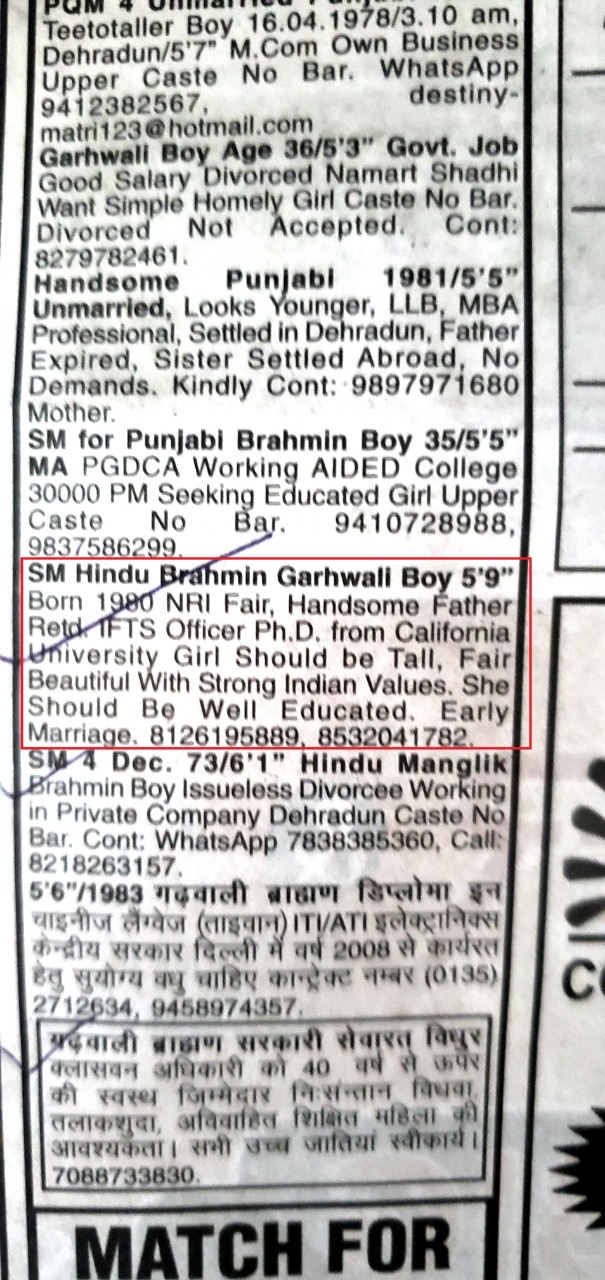 PQM 4 Unmarried
Teetotaller Boy 16.04.1978/3.10 am,
Dehradun/5'7" M.Com Own Business
Upper Caste No Bar. WhatsApp
9412382567, destiny-
matri123@hotmail.com
Garhwali Boy Age 36/5'3" Govt. Job
Good Salary Divorced Namart Shadhi
Want Simple Homely Girl Caste No Bar.
Divorced Not Accepted. Cont:
8279782461.
Handsome Punjabi 1981/5'5"
Unmarried, Looks Younger, LLB, MBA
Professional, Settled in Dehradun, Father
Expired, Sister Settled Abroad, No
Demands. Kindly Cont: 9897971680
Mother.
SM for Punjabi Brahmin Boy 35/5'5"
MA PGDCA Working AIDED College
30000 PM Seeking Educated Girl Upper
Caste No Bar. 9410728988,
9837586299.
SM Hindu Brahmin Garhwali Boy 5'9"
Born 1980 NRI Fair, Handsome Father
Retd. IFTS Officer Ph.D. from California
University Girl Should be Tall, Fair
Beautiful With Strong Indian Values. She
Should Be Well Educated. Early
Marriage. 8126195889, 8532041782.
SM 4 Dec. 73/6'1" Hindu Manglik
Brahmin Boy Issueless Divorcee Working
in Private Company Dehradun Caste No
Bar. Cont: WhatsApp 7838385360, Call:
8218263157.
5'6"/1983 गढ़वाली ब्राह्मण डिप्लोमा इन
चाइनीज लैंग्वेज (ताइवान) ITI/ATI इलेक्ट्रानिक्स
केन्द्रीय सरकार दिल्ली में वर्ष 2008 से कार्यरत
हेतु सुयोग्य वधु चाहिए कान्ट्रेक्ट नम्बर (0135)
2712634, 9458974357.
गढ़वाली ब्राह्मण सरकारी सेवारत विधुर
क्लासवन अधिकारी को 40 वर्ष से ऊपर
की स्वस्थ जिम्मेदार निःसंन्तान विधवा,
तलाकशुदा, अविवाहित शिक्षित महिला की
आवश्यकता। सभी उच्च जातियां स्वीकार्य।
7088733830.
MATCH FOR